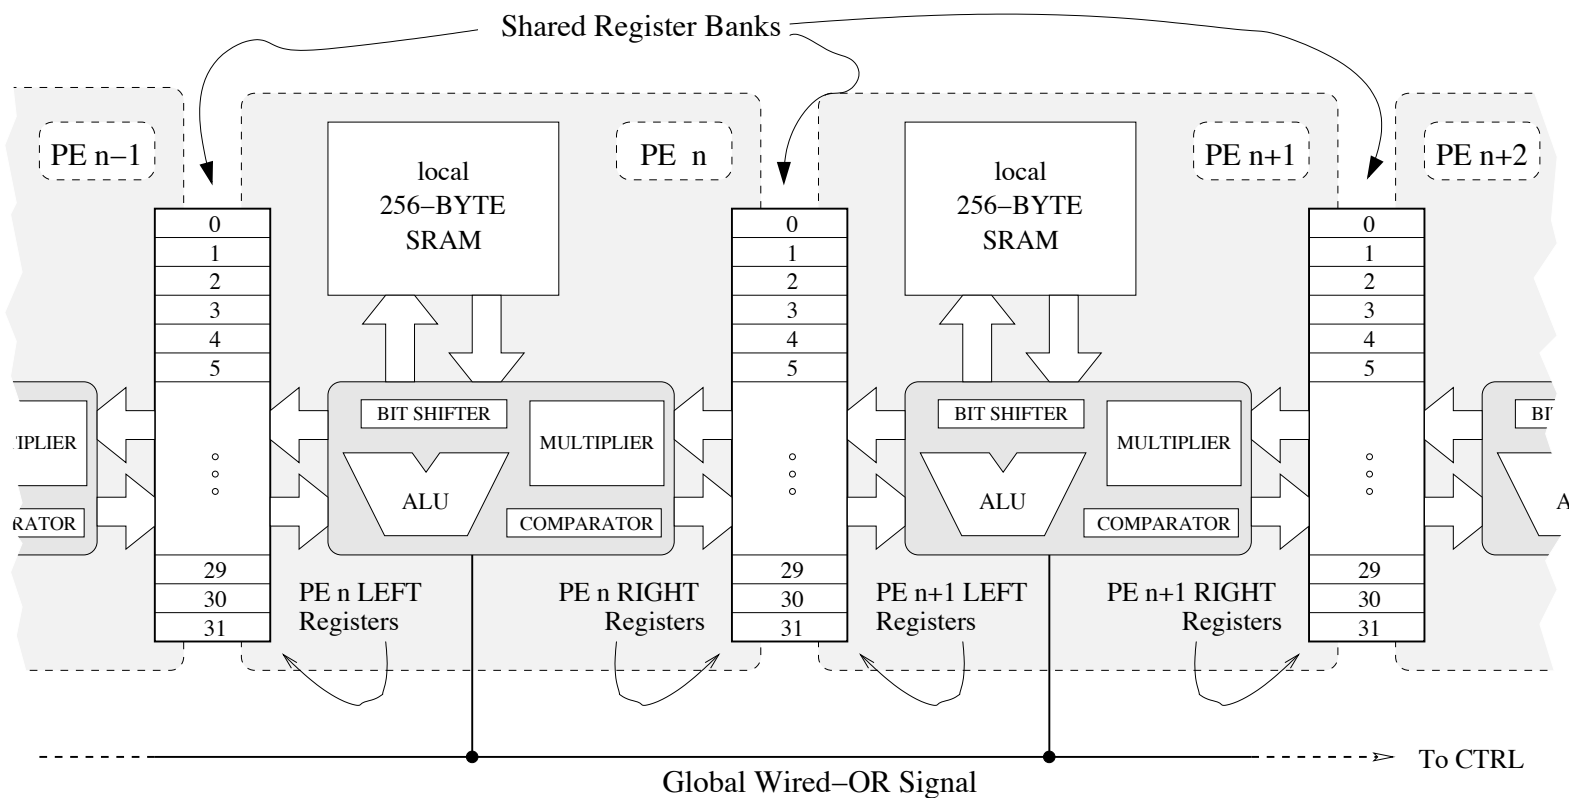 Shared Register Banks
PE n−1
PE n
PE n+1
PE n+2
local
256−BYTE
SRAM
local
256−BYTE
SRAM
0
1
2
3
4
5
29
30
31
0
1
2
3
4
5
29
30
31
0
1
2
3
4
5
29
30
31
IPLIER
RATOR
BIT SHIFTER
MULTIPLIER
ALU
COMPARATOR
BIT SHIFTER
MULTIPLIER
ALU
COMPARATOR
BI
A
PE n LEFT
Registers
PE n RIGHT
Registers
PE n+1 LEFT
Registers
PE n+1 RIGHT
Registers
To CTRL
Global Wired−OR Signal